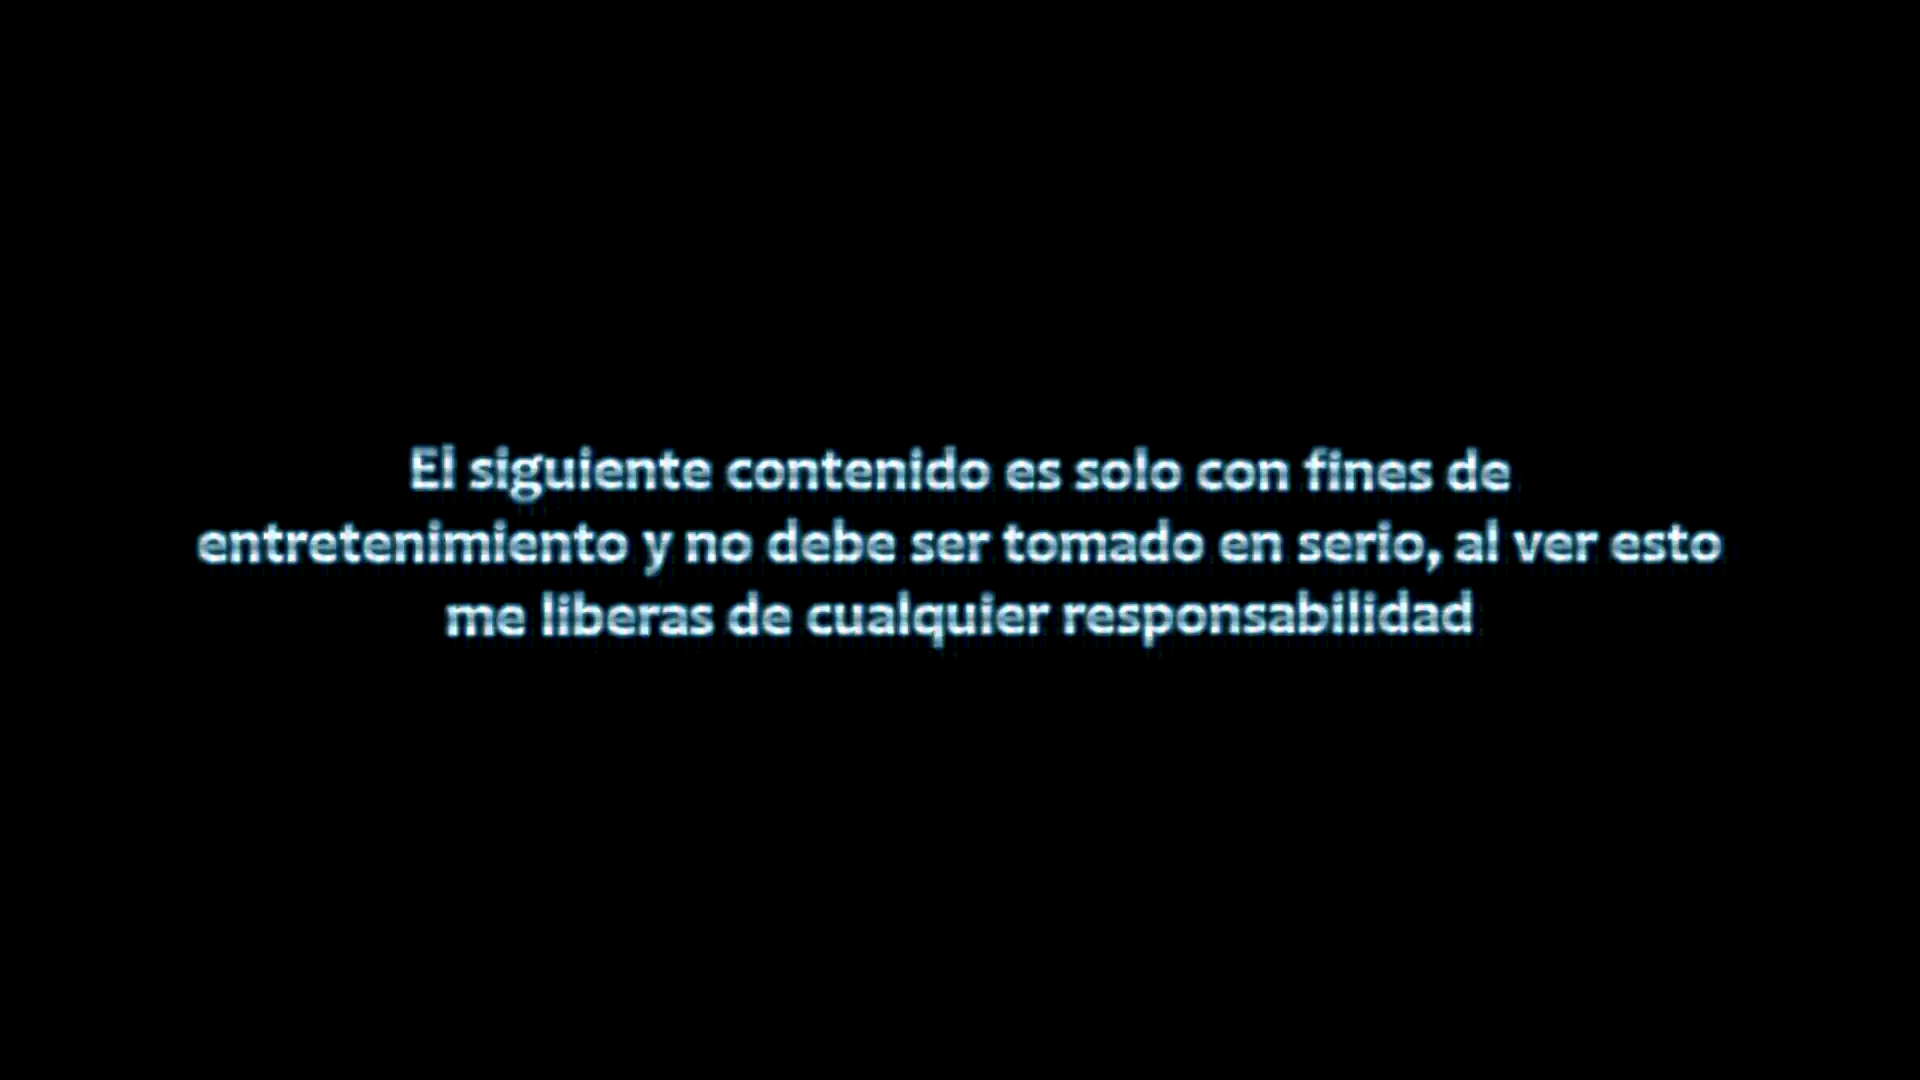 El siguiente contenido es solo con fines de
entretenimiento y no debe ser tomado en serio, al ver esto
me liberas de cualquier responsabilidad